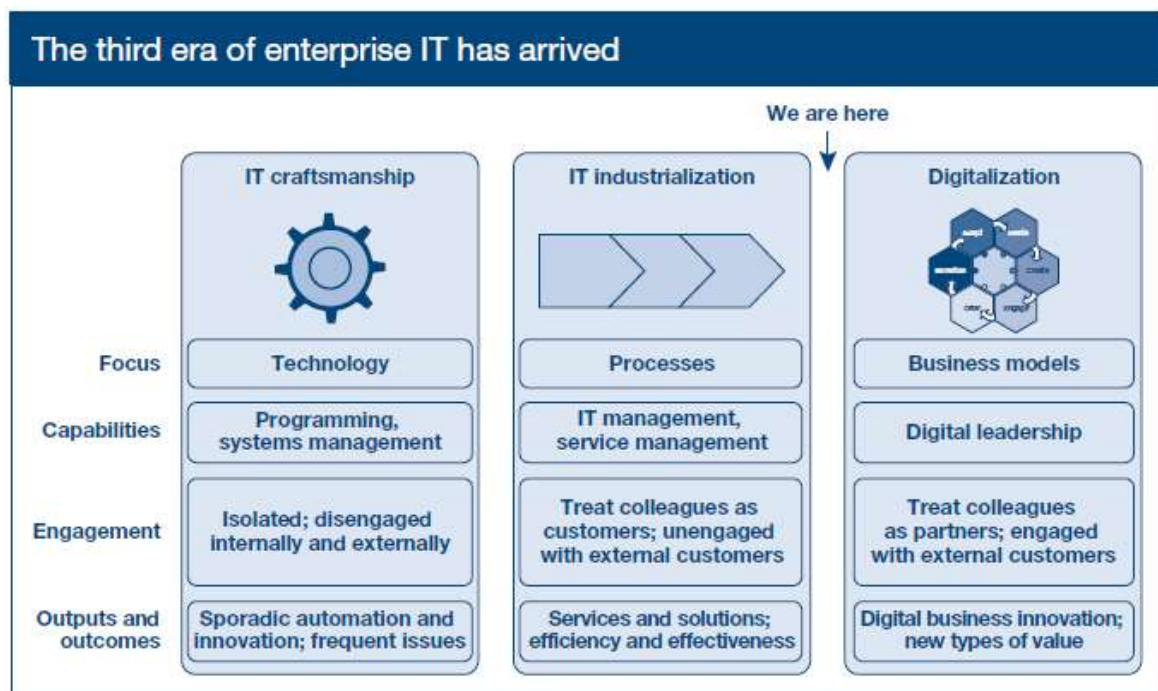 The third era of enterprise IT has arrived
We are here
IT craftsmanship
IT industrialization
Digitalization
create
engage
Focus
Technology
Processes
Business models
Capabilities
Programming,
systems management
IT management,
service management
Digital leadership
Engagement
Isolated; disengaged
internally and externally
Treat colleagues as
customers; unengaged
with external customers
Treat colleagues
as partners; engaged
with external customers
Outputs and
outcomes
Sporadic automation and
innovation; frequent issues
Services and solutions;
efficiency and effectiveness
Digital business innovation;
new types of value